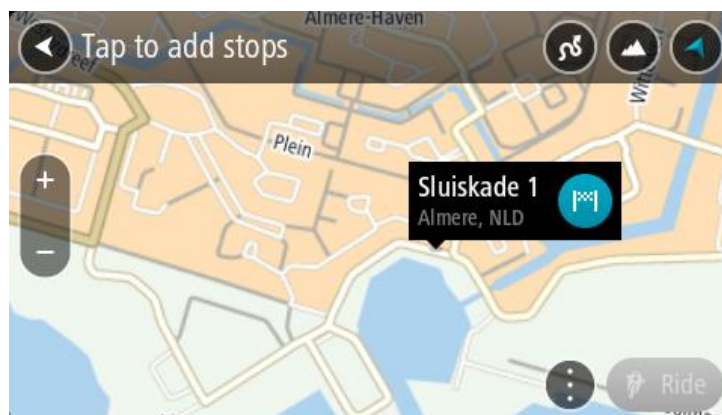 Almere-Haven
Tap to add stops
Plein
Sluiskade 1
Almere, NLD
+
−
Ride